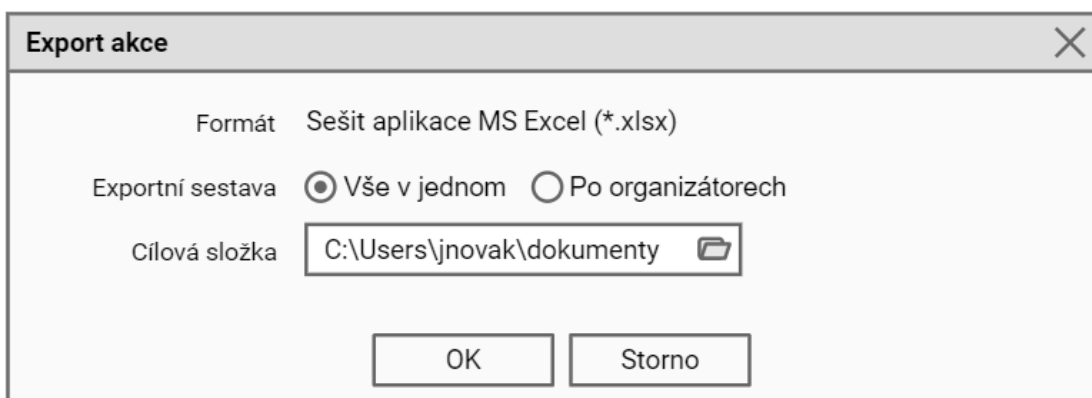 Export akce
Formát Sešit aplikace MS Excel (*.xlsx)
Exportní sestava Vše v jednom Po organizátorech
Cílová složka C:\Users\jnovak\dokumenty
OK Storno